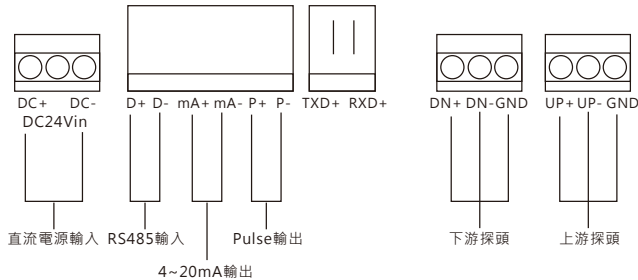 DC+ DC- D+ D- mA+ mA- P+ P- TXD+ RXD+ DN+ DN- GND UP+ UP- GND
DC24Vin
直流電源輸入 RS485輸入 Pulse輸出 下游探頭 上游探頭
4~20mA輸出